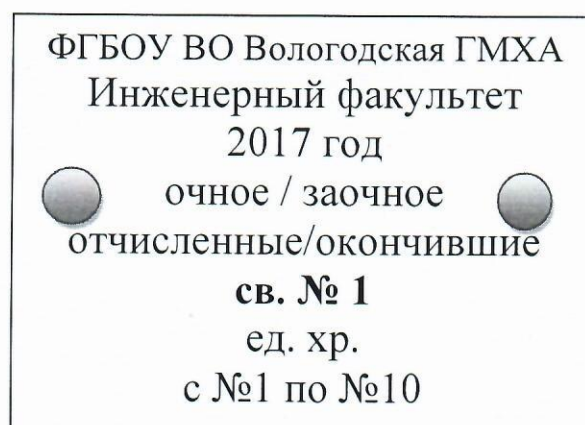 ФГБОУ ВО Вологодская ГМХА
Инженерный факультет
2017 год
очное / заочное
отчисленные/окончившие
св. № 1
ед. хр.
с №1 по №10